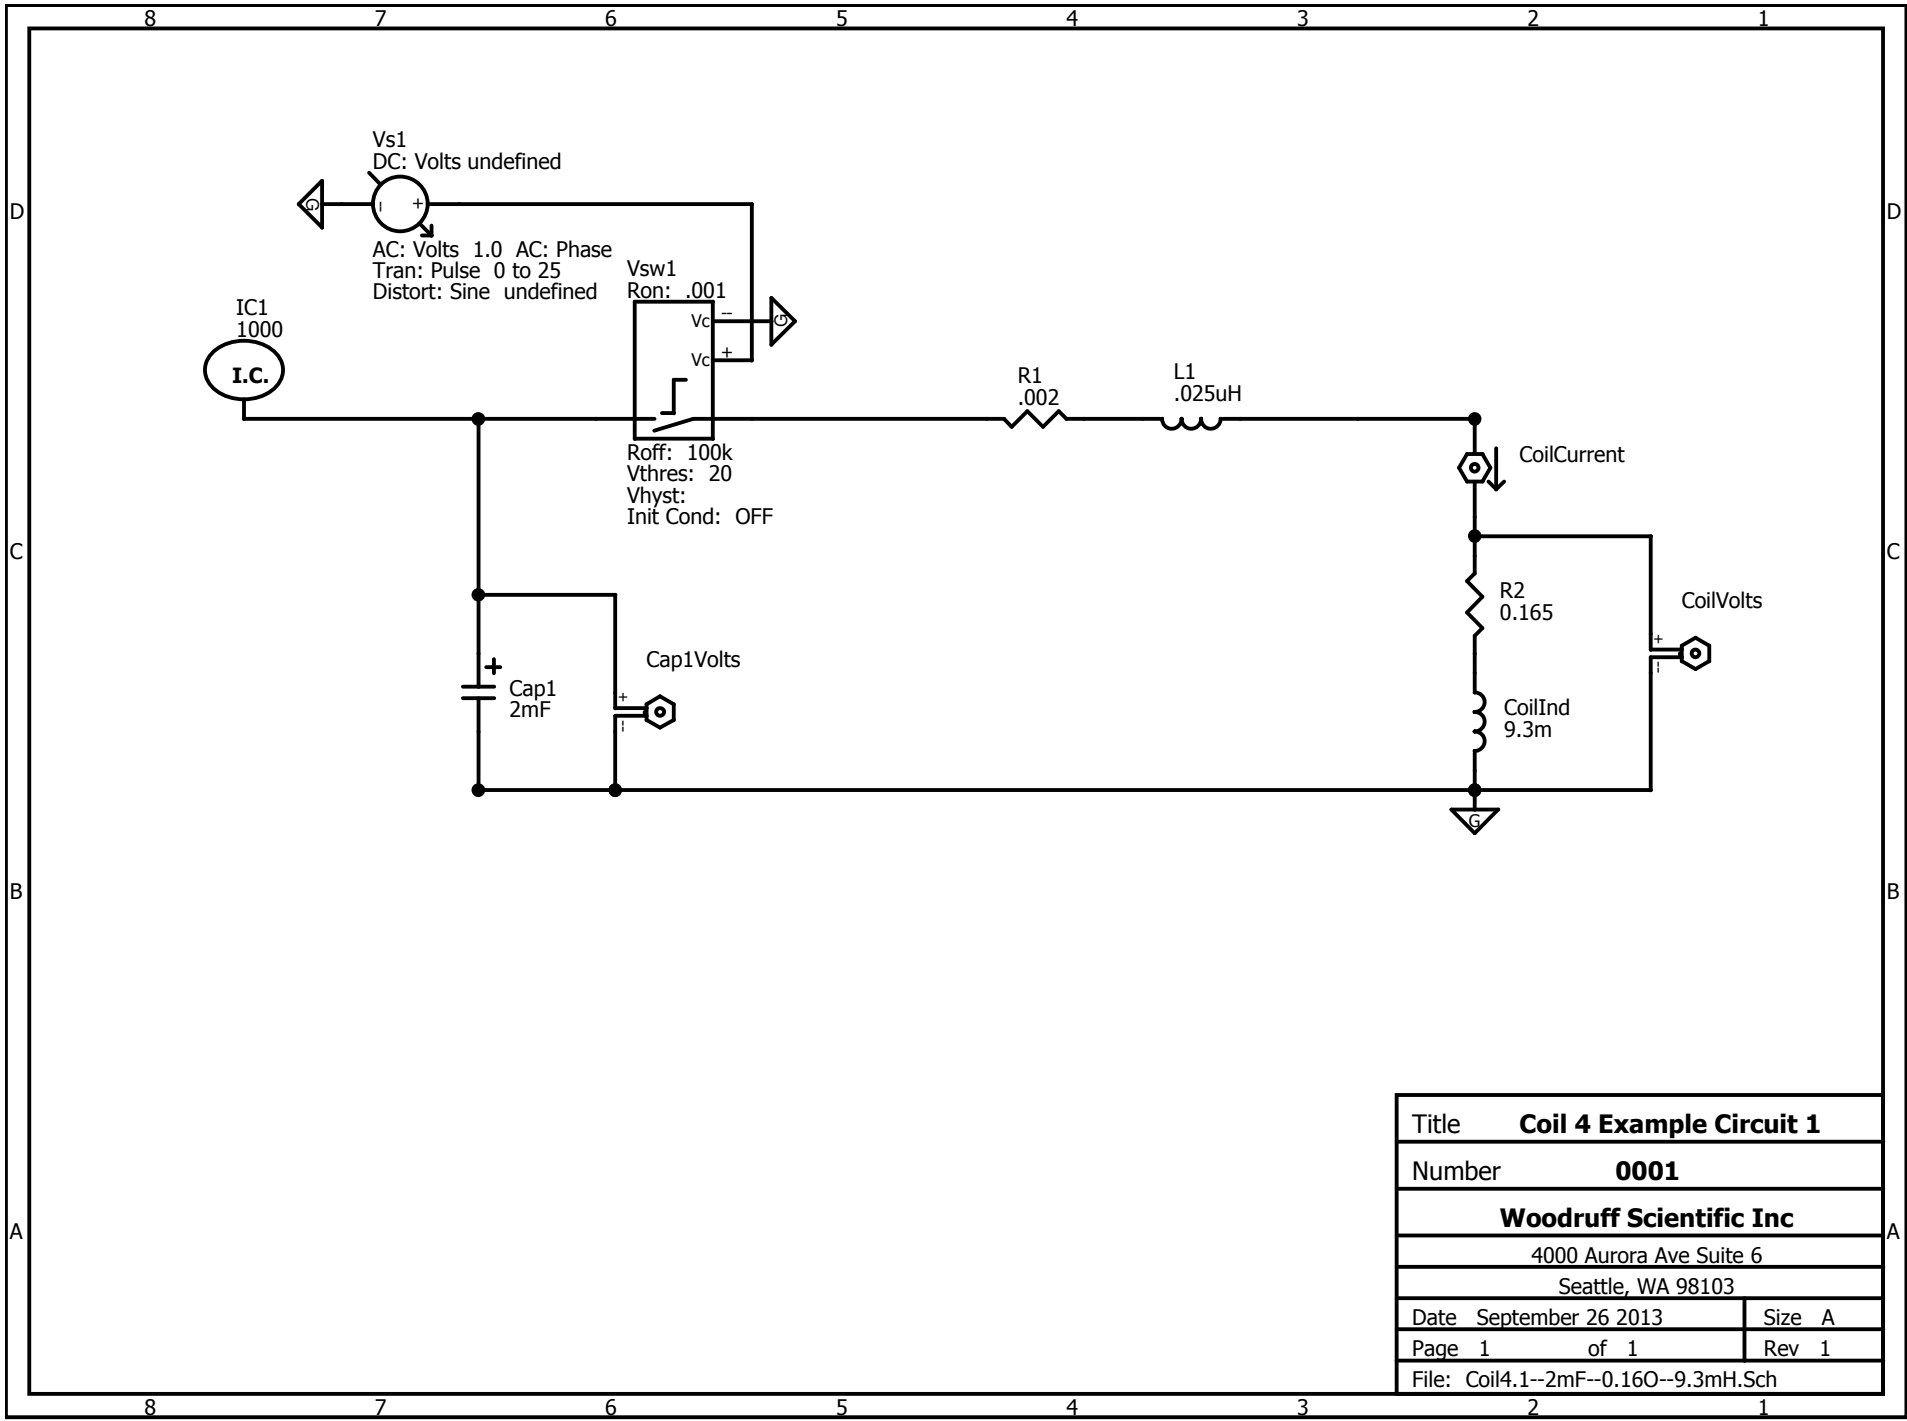 8 7 6 5 4 3 2 1
Vs1
DC: Volts undefined
D
D
G
- +
AC: Volts 1.0 AC: Phase
Tran: Pulse 0 to 25
Distort: Sine undefined
Vsw1
Ron: .001
Vc --
G
Vc +
IC1
1000
I.C.
R1
.002
L1
.025uH
Roff: 100k
Vthres: 20
Vhyst:
Init Cond: OFF
CoilCurrent
C
C
R2
0.165
CoilVolts
+
--
Cap1Volts
+
Cap1
2mF
+
--
CoilInd
9.3m
G
B
B
Title Coil 4 Example Circuit 1
Number 0001
Woodruff Scientific Inc
A
A
4000 Aurora Ave Suite 6
Seattle, WA 98103
Date September 26 2013 Size A
Page 1 of 1 Rev 1
File: Coil4.1--2mF--0.16O--9.3mH.Sch
8 7 6 5 4 3 2 1